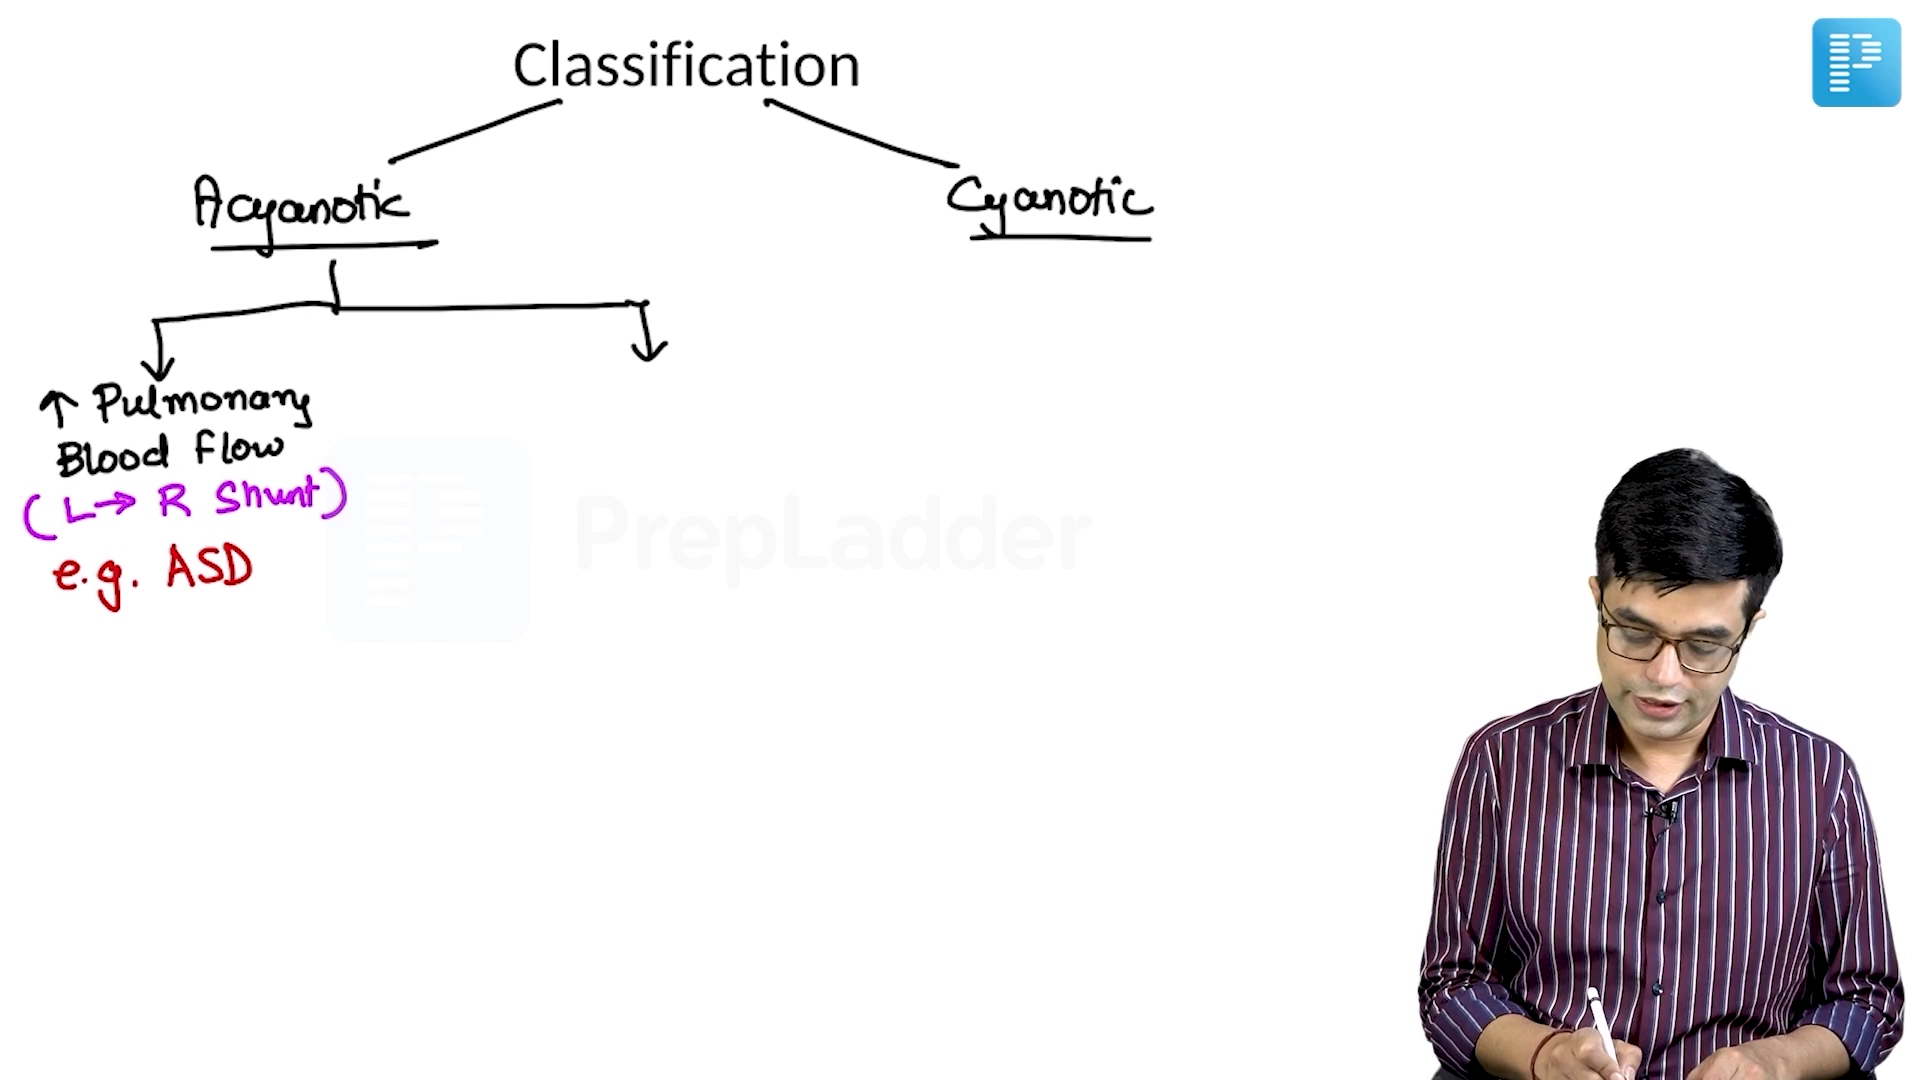 Classification
Acyanotic
Cyanotic
↑ Pulmonary
Blood flow
(L→ R Shunt)
e.g. ASD
PrepLadder